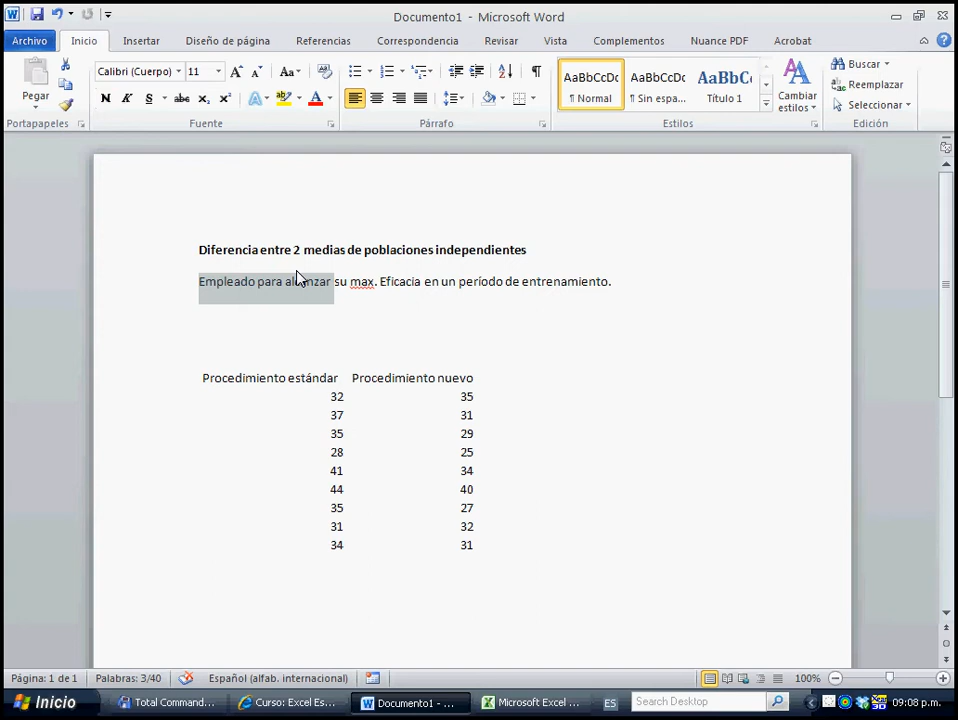 Documento1 - Microsoft Word
Archivo Inicio Insertar Diseño de página Referencias Correspondencia Revisar Vista Complementos Nuance PDF Acrobat
Pegar
Calibri (Cuerpo) 11
N K S abc x₂ x²
Portapapeles Fuente Párrafo Estilos Edición
AaBbCcDc AaBbCcDc AaBbC
¶ Normal ¶ Sin espa... Título 1
Cambiar estilos
Buscar
Reemplazar
Seleccionar
Diferencia entre 2 medias de poblaciones independientes
Empleado para alcanzar su max. Eficacia en un período de entrenamiento.
Procedimiento estándar Procedimiento nuevo
32 35
37 31
35 29
28 25
41 34
44 40
35 27
31 32
34 31
Página: 1 de 1 Palabras: 3/40 Español (alfab. internacional) 100%
Inicio Total Command... Curso: Excel Es... Documento1 - ... Microsoft Excel ... ES Search Desktop 09:08 p.m.